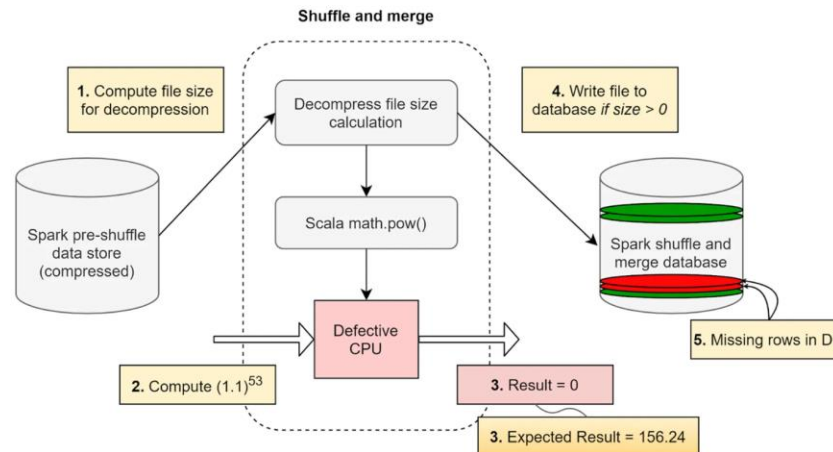 Shuffle and merge
1. Compute file size
for decompression
Decompress file size
calculation
4. Write file to
database if size > 0
Spark pre-shuffle
data store
(compressed)
Scala math.pow()
Spark shuffle and
merge database
Defective
CPU
5. Missing rows in D
2. Compute (1.1)⁵³
3. Result = 0
3. Expected Result = 156.24